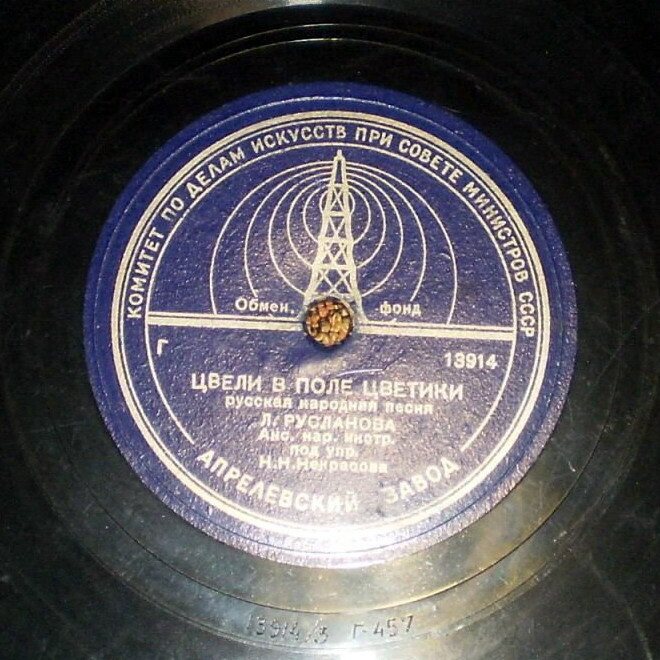 КОМИТЕТ ПО ДЕЛАМ ИСКУССТВ ПРИ СОВЕТЕ МИНИСТРОВ СССР
Обмен. фонд
Г 13914
ЦВЕЛИ В ПОЛЕ ЦВЕТИКИ
русская народная песня
Л. РУСЛАНОВА
Анс. нар. инстр.
под упр.
Н.Н.Некрасова
АПРЕЛЕВСКИЙ ЗАВОД
13914/3 Г-457